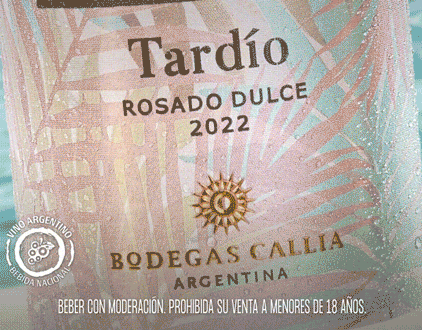 Tardío
ROSADO DULCE
2022
BODEGAS CALLIA
ARGENTINA
VINO ARGENTINO
BEBIDA NACIONAL
BEBER CON MODERACIÓN. PROHIBIDA SU VENTA A MENORES DE 18 AÑOS.